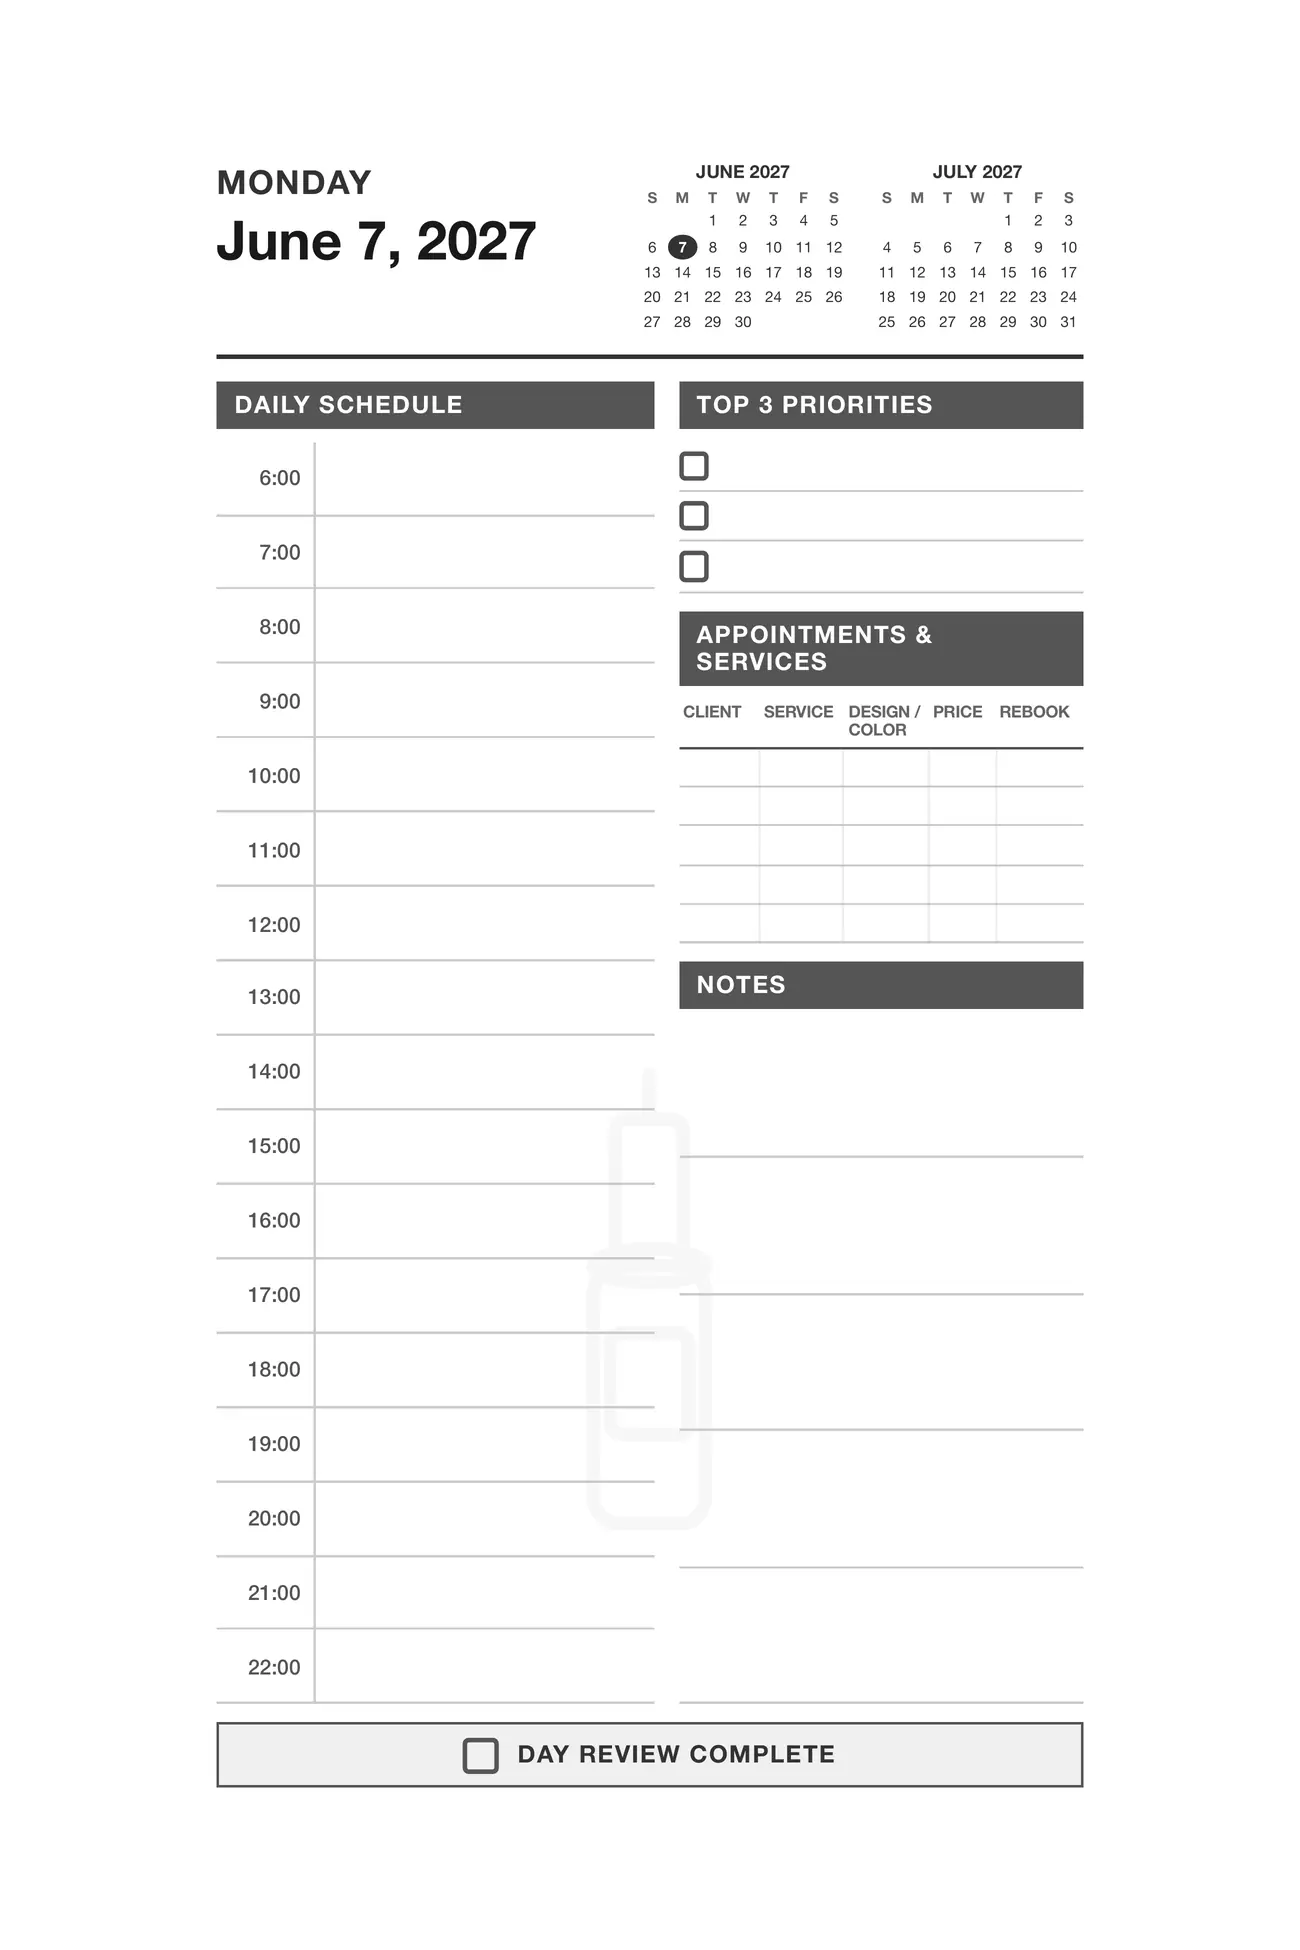 MONDAY
June 7, 2027
JUNE 2027
S M T W T F S
1 2 3 4 5
6 7 8 9 10 11 12
13 14 15 16 17 18 19
20 21 22 23 24 25 26
27 28 29 30
JULY 2027
S M T W T F S
1 2 3
4 5 6 7 8 9 10
11 12 13 14 15 16 17
18 19 20 21 22 23 24
25 26 27 28 29 30 31
DAILY SCHEDULE
6:00
7:00
8:00
9:00
10:00
11:00
12:00
13:00
14:00
15:00
16:00
17:00
18:00
19:00
20:00
21:00
22:00
TOP 3 PRIORITIES
APPOINTMENTS &
SERVICES
CLIENT SERVICE DESIGN / PRICE REBOOK
COLOR
NOTES
DAY REVIEW COMPLETE